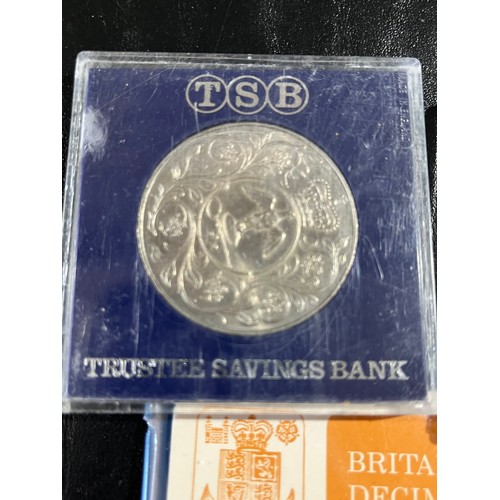 TSB
TRUSTEE SAVINGS BANK
BRITA
DECIM